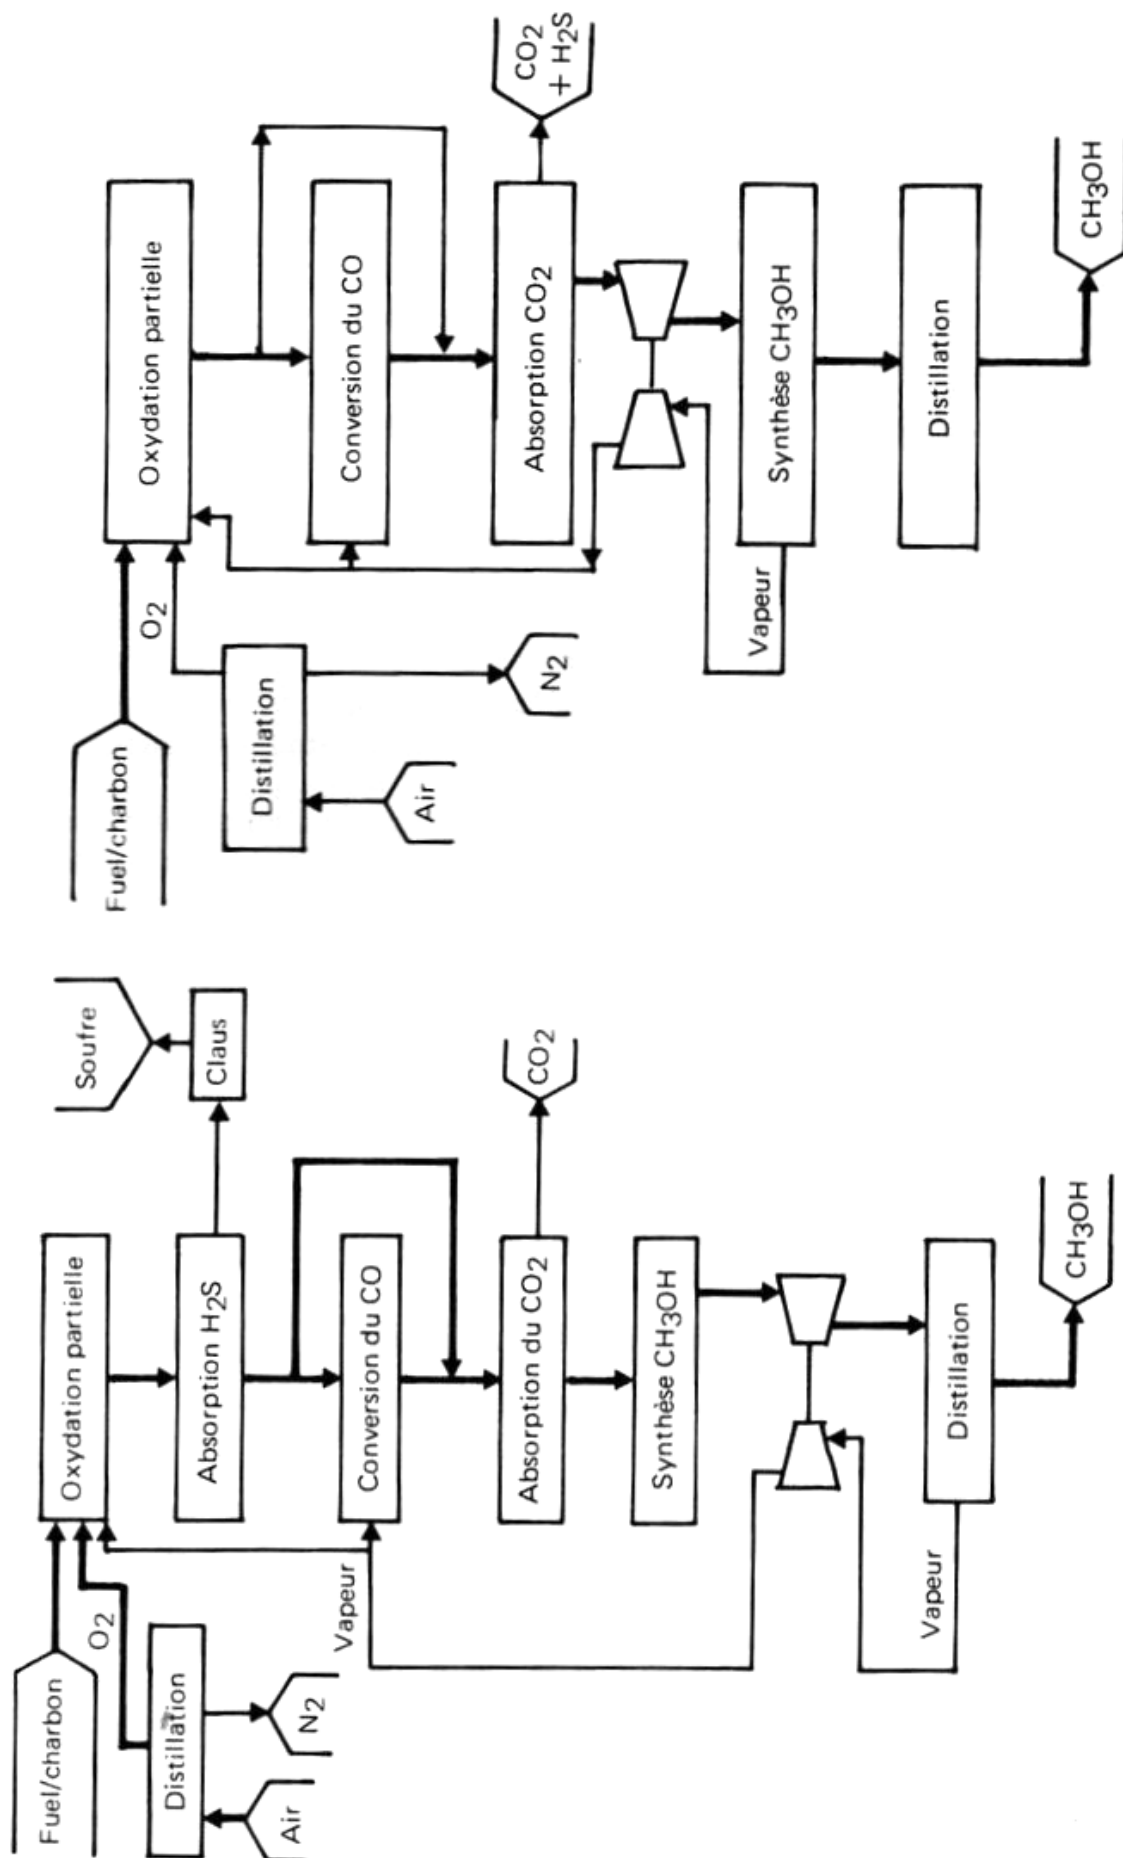 Fuel/charbon
O2
Air
Distillation
N2
Oxydation partielle
Absorption H2S
Claus
Soufre
Vapeur
Conversion du CO
Absorption du CO2
CO2
Synthèse CH3OH
Vapeur
Distillation
CH3OH
Fuel/charbon
O2
Air
Distillation
N2
Oxydation partielle
Conversion du CO
Absorption CO2
CO2
+ H2S
Vapeur
Synthèse CH3OH
Distillation
CH3OH